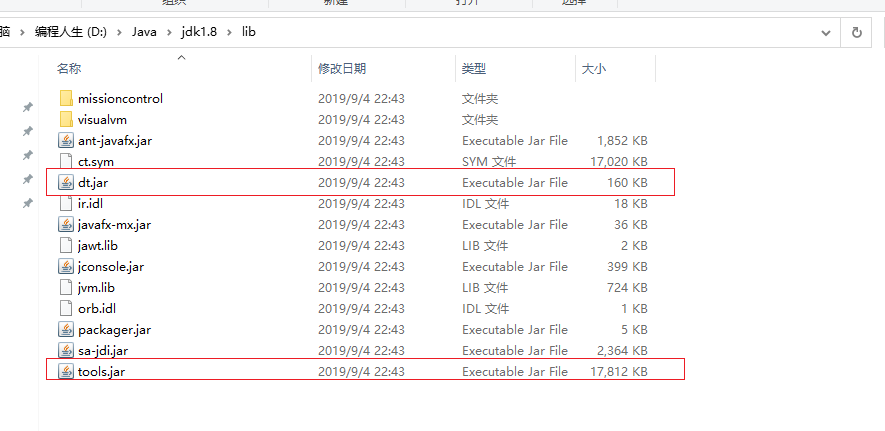 组织 新建 打开 选择
脑 › 编程人生 (D:) › Java › jdk1.8 › lib
名称 修改日期 类型 大小
missioncontrol 2019/9/4 22:43 文件夹
visualvm 2019/9/4 22:43 文件夹
ant-javafx.jar 2019/9/4 22:43 Executable Jar File 1,852 KB
ct.sym 2019/9/4 22:43 SYM 文件 17,020 KB
dt.jar 2019/9/4 22:43 Executable Jar File 160 KB
ir.idl 2019/9/4 22:43 IDL 文件 18 KB
javafx-mx.jar 2019/9/4 22:43 Executable Jar File 36 KB
jawt.lib 2019/9/4 22:43 LIB 文件 2 KB
jconsole.jar 2019/9/4 22:43 Executable Jar File 399 KB
jvm.lib 2019/9/4 22:43 LIB 文件 724 KB
orb.idl 2019/9/4 22:43 IDL 文件 1 KB
packager.jar 2019/9/4 22:43 Executable Jar File 5 KB
sa-jdi.jar 2019/9/4 22:43 Executable Jar File 2,364 KB
tools.jar 2019/9/4 22:43 Executable Jar File 17,812 KB